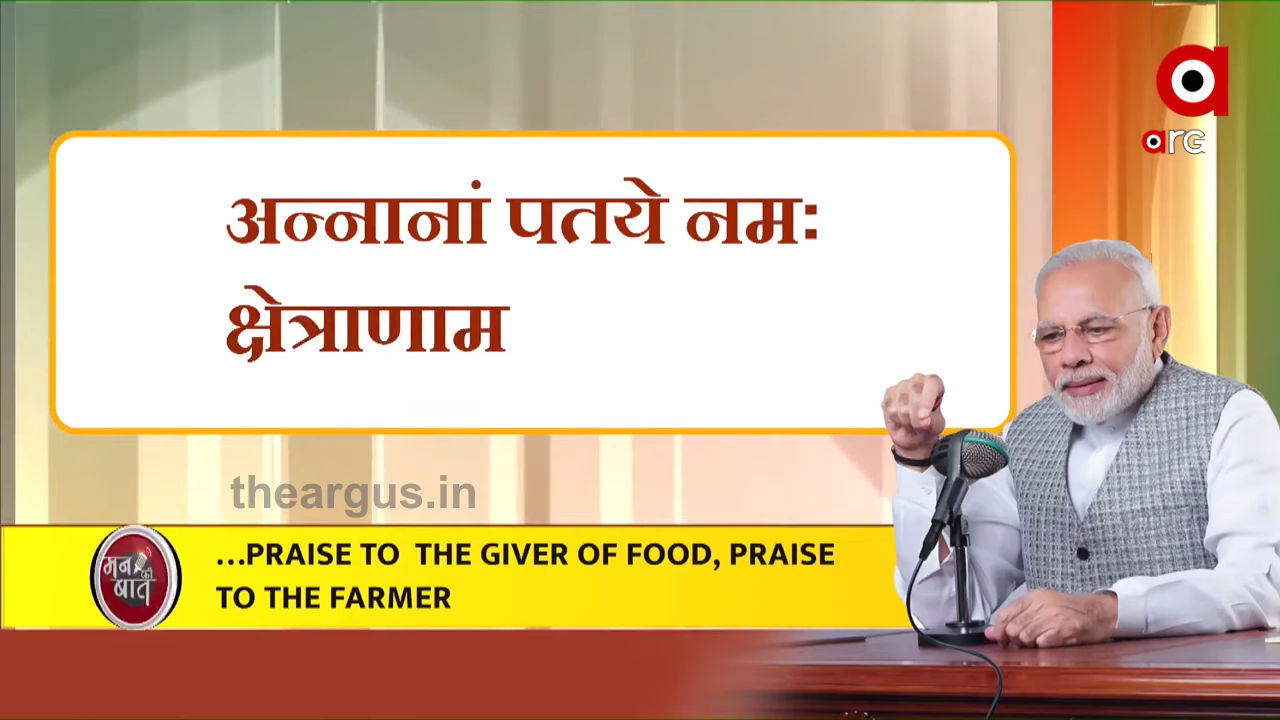 arG
अन्नानां पतये नमः
क्षेत्राणाम
theargus.in
मन की बात
...PRAISE TO THE GIVER OF FOOD, PRAISE
TO THE FARMER